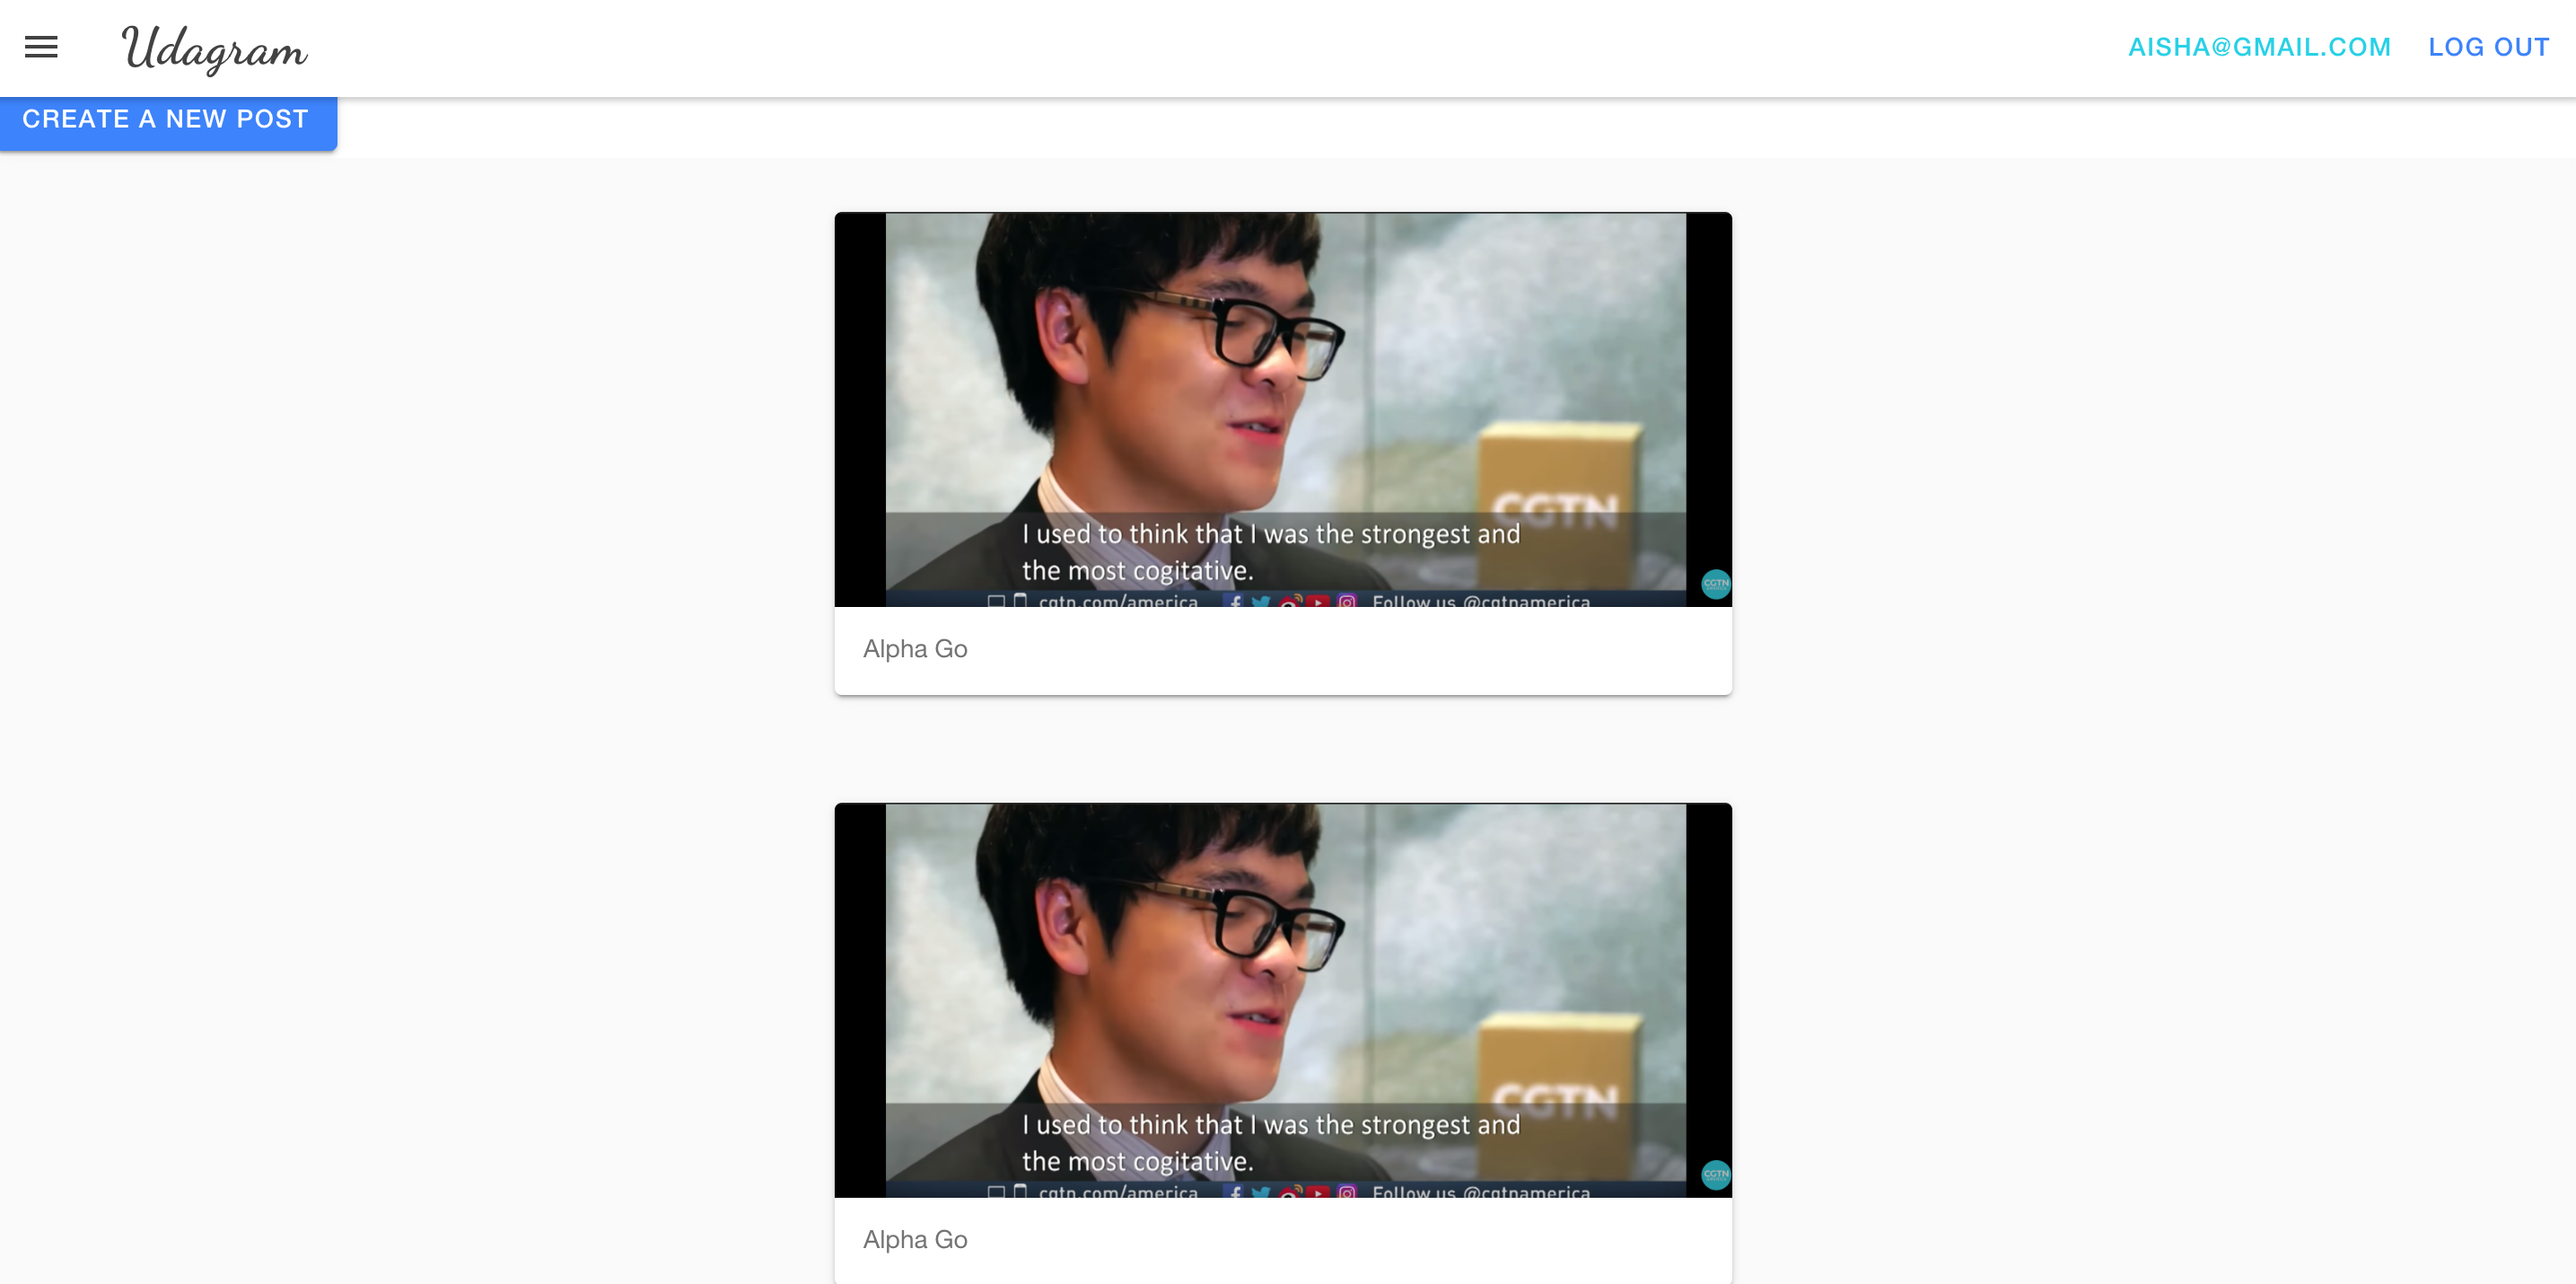 Udagram
AISHA@GMAIL.COM
LOG OUT
CREATE A NEW POST
CGTN
I used to think that I was the strongest and
the most cogitative.
CGTN
cgtn.com/america
Follow us @cgtnamerica
Alpha Go
CGTN
I used to think that I was the strongest and
the most cogitative.
CGTN
cgtn.com/america
Follow us @cgtnamerica
Alpha Go